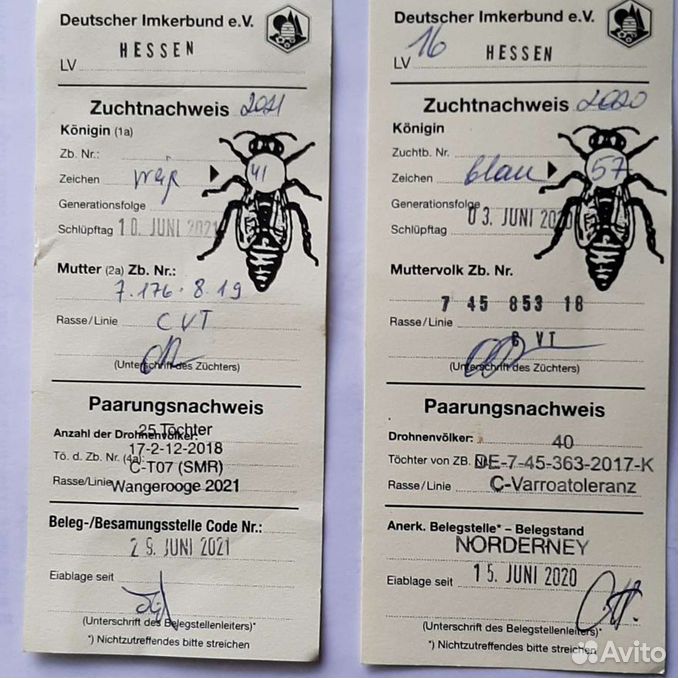 Deutscher Imkerbund e.V.
HESSEN
LV
Zuchtnachweis 2021
Königin (1a)
Zb. Nr.:
Zeichen weiß 41
Generationsfolge
Schlüpftag 10. JUNI 2021
Mutter (2a) Zb. Nr.:
7.176.8.19
Rasse/Linie CVT
(Unterschrift des Züchters)
Paarungsnachweis
25 Töchter
Anzahl der Drohnenvölker:
17-2-12-2018
Tö. d. Zb. Nr. (4a):
C-T07 (SMR)
Rasse/Linie
Wangerooge 2021
Beleg-/Besamungsstelle Code Nr.:
29. JUNI 2021
Eiablage seit
(Unterschrift des Belegstellenleiters)*
*) Nichtzutreffendes bitte streichen
Deutscher Imkerbund e.V.
LV 16 HESSEN
Zuchtnachweis 2020
Königin
Zuchtb. Nr.
Zeichen blau 57
Generationsfolge
Schlüpftag 03. JUNI 2020
Muttervolk Zb. Nr.
7 45 853 18
Rasse/Linie C VT
(Unterschrift des Züchters)
Paarungsnachweis
Drohnenvölker: 40
Töchter von ZB. Nr. DE-7-45-363-2017-K
Rasse/Linie C-Varroatoleranz
Anerk. Belegstelle* - Belegstand
NORDERNEY
Eiablage seit 15. JUNI 2020
(Unterschrift des Belegstellenleiters)*
*) Nichtzutreffendes bitte streichen
Avito